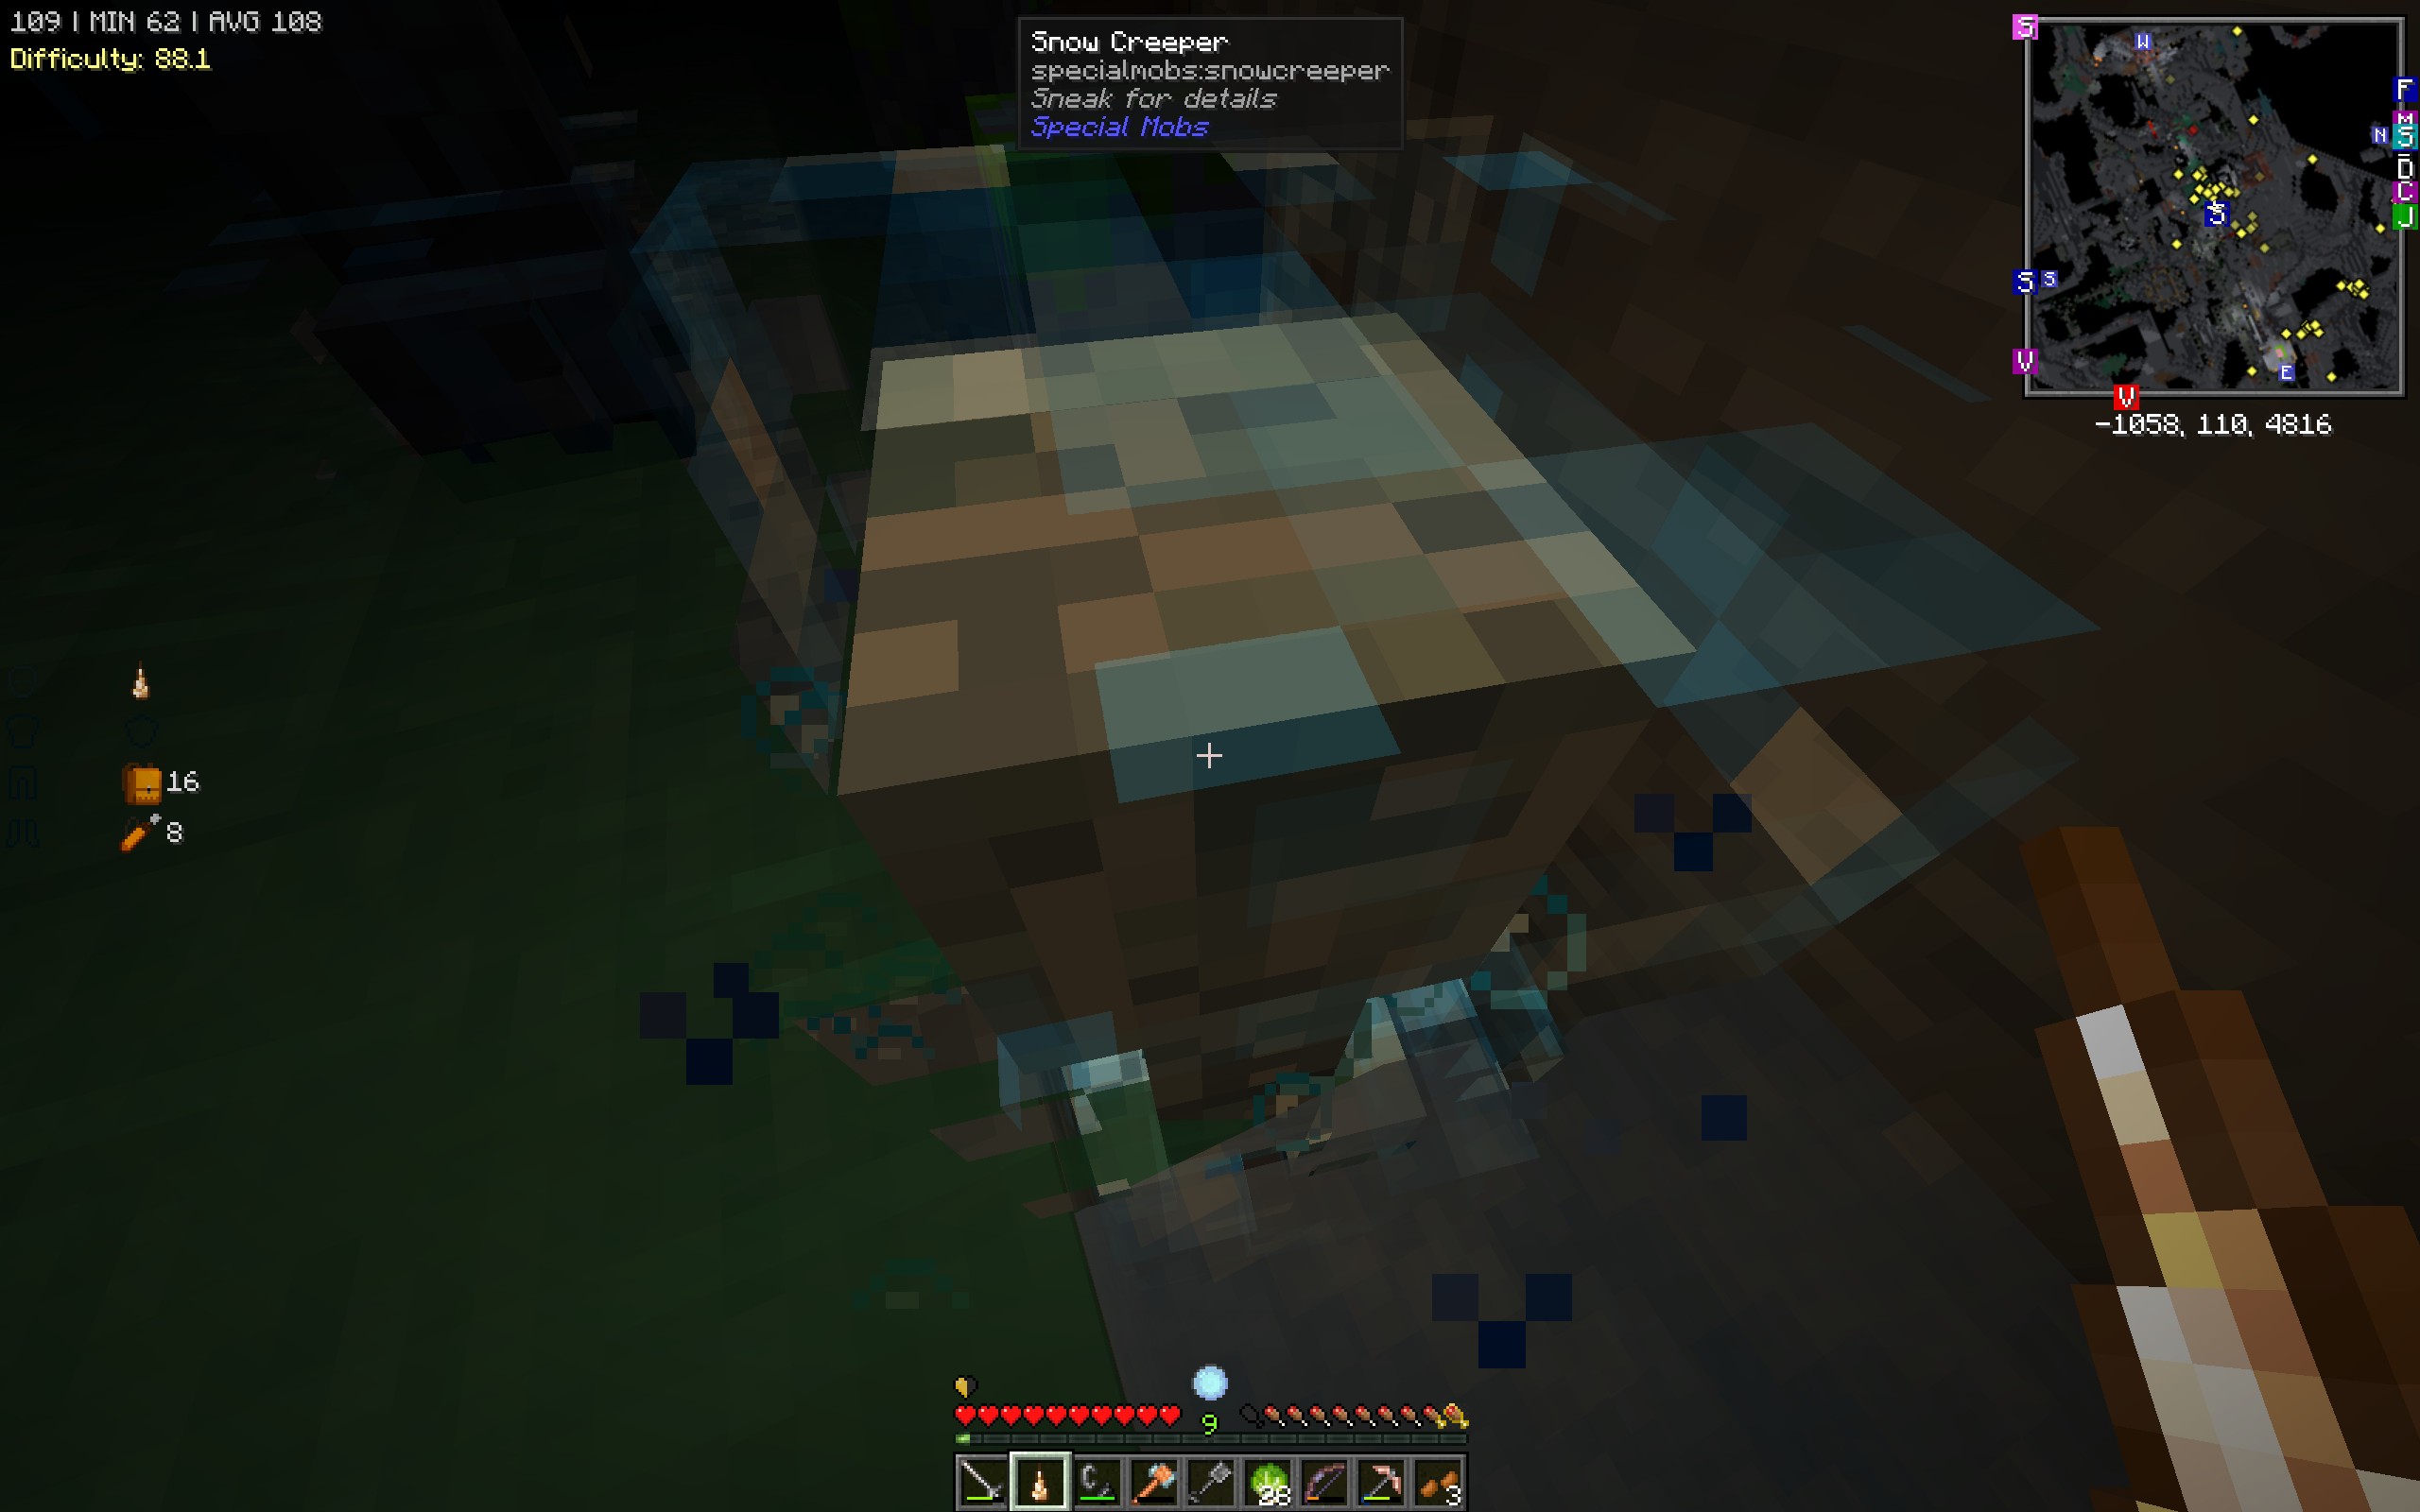 109 | MIN 62 | AVG 108
Difficulty: 88.1
Snow Creeper
specialmobs:snowcreeper
Sneak for details
Special Mobs
S
W
F
M
N
S
D
C
J
S
S
S
V
E
V
-1058, 110, 4816
16
8
9
26
3